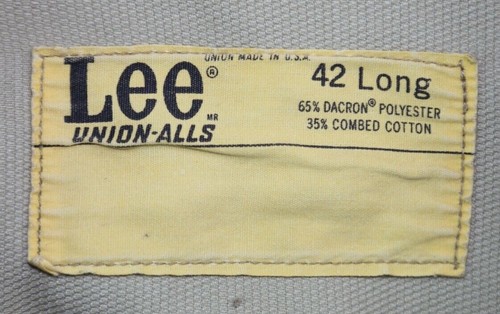 UNION MADE IN U.S.A.
Lee®
MR
UNION-ALLS
42 Long
65% DACRON® POLYESTER
35% COMBED COTTON